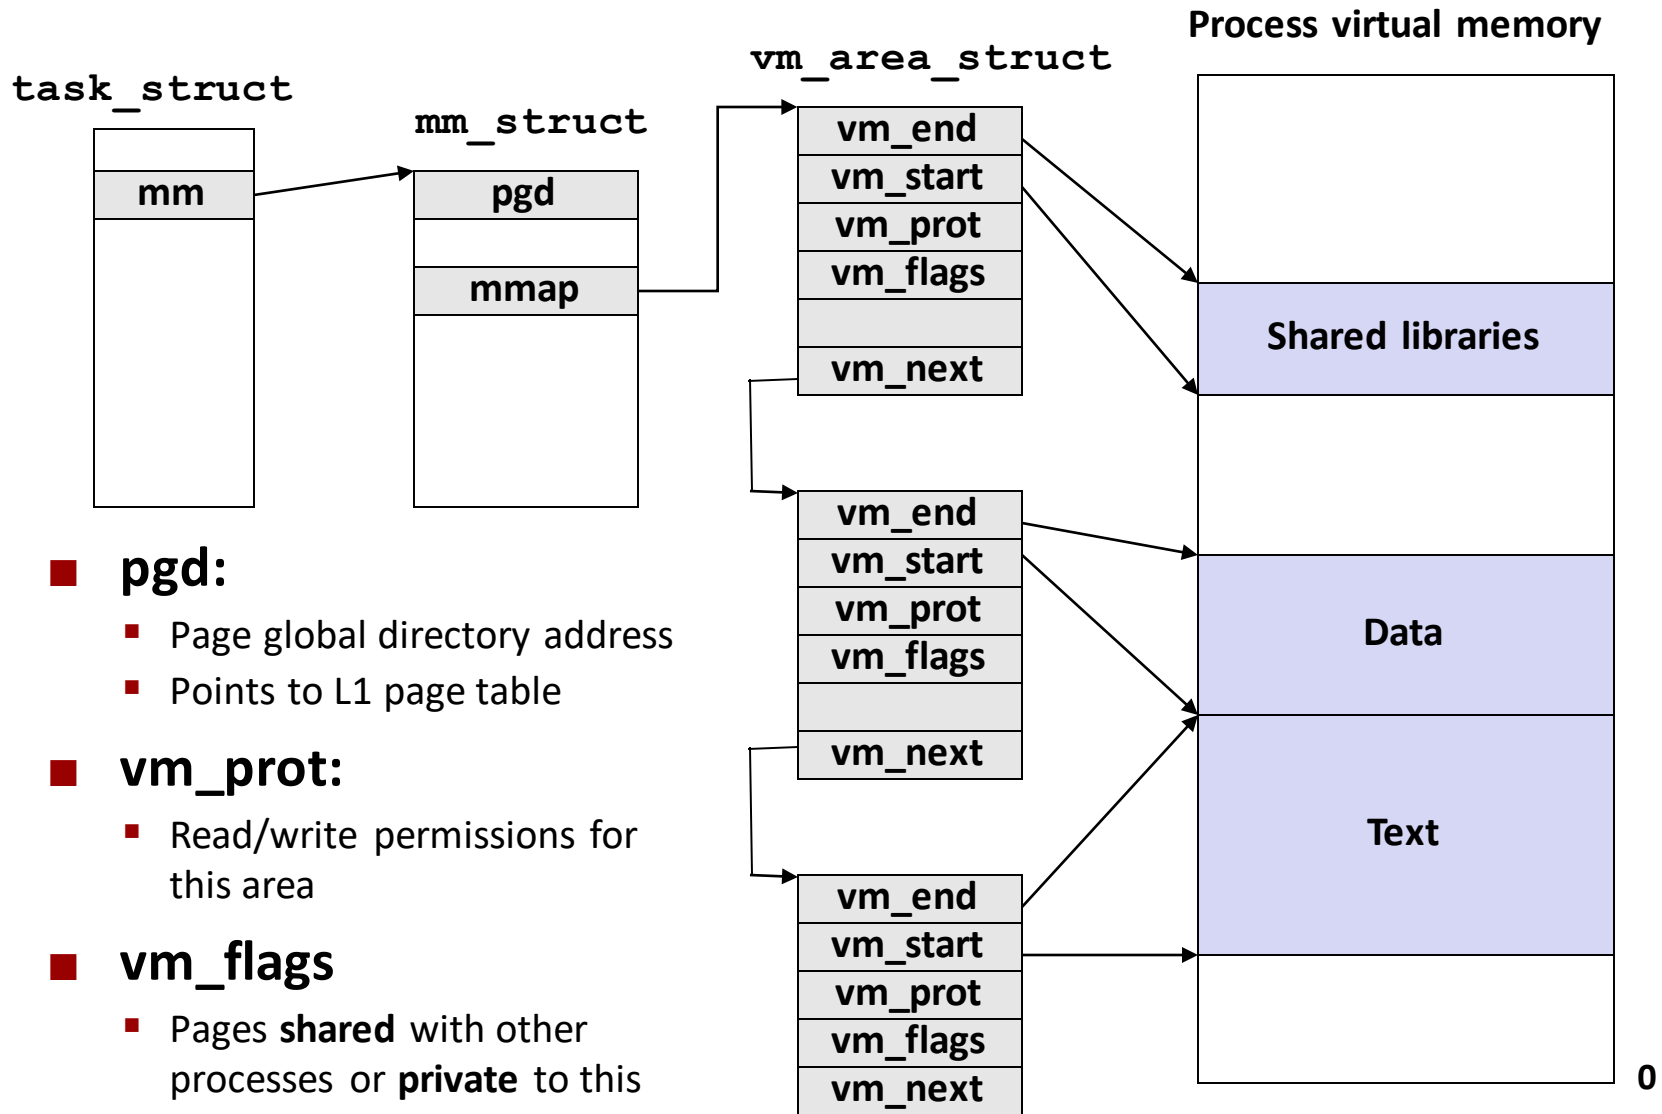 Process virtual memory
vm_area_struct
task_struct
mm_struct
mm
pgd
mmap
vm_end
vm_start
vm_prot
vm_flags
vm_next
vm_end
vm_start
vm_prot
vm_flags
vm_next
vm_end
vm_start
vm_prot
vm_flags
vm_next
Shared libraries
Data
Text
0
pgd:
Page global directory address
Points to L1 page table
vm_prot:
Read/write permissions for
this area
vm_flags
Pages shared with other
processes or private to this